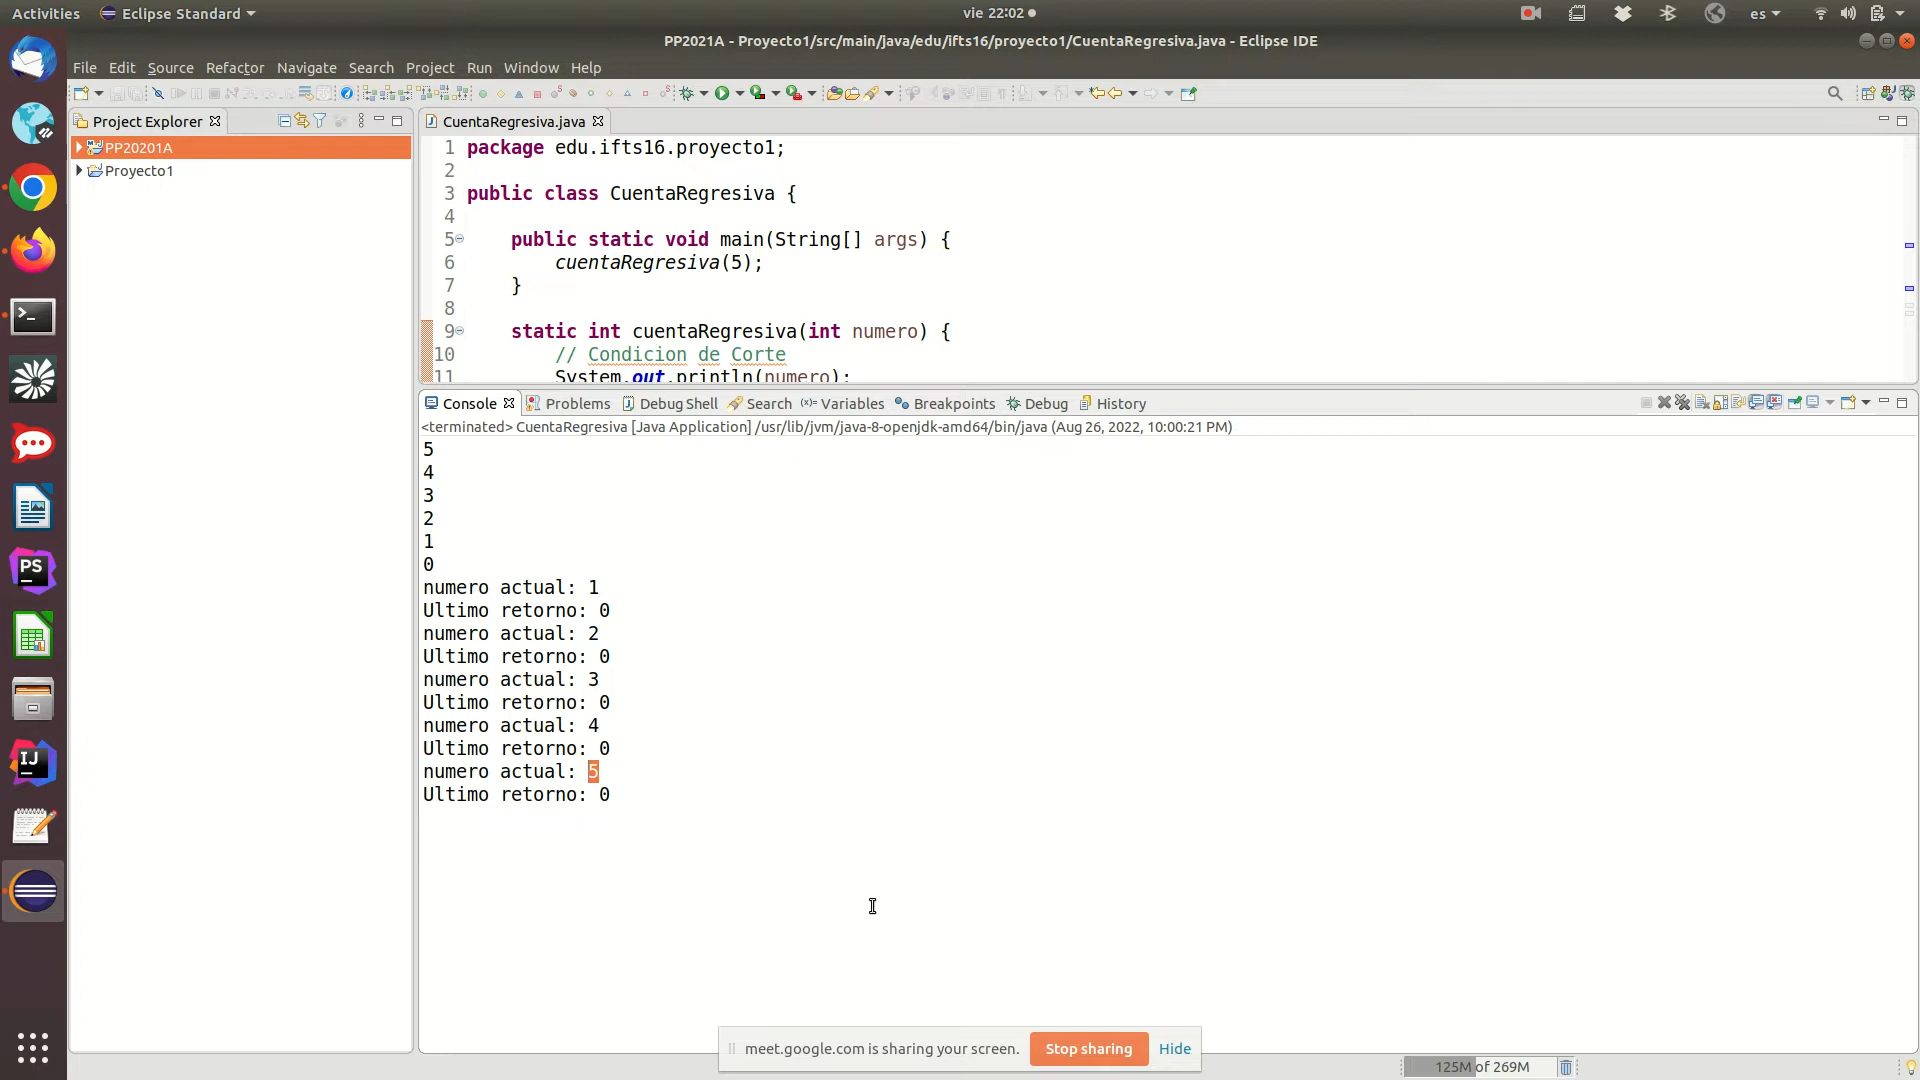 Activities Eclipse Standard vie 22:02 es
PP2021A - Proyecto1/src/main/java/edu/ifts16/proyecto1/CuentaRegresiva.java - Eclipse IDE
File Edit Source Refactor Navigate Search Project Run Window Help
Project Explorer
PP20201A
Proyecto1
CuentaRegresiva.java
1 package edu.ifts16.proyecto1;
2
3 public class CuentaRegresiva {
4
5 public static void main(String[] args) {
6 cuentaRegresiva(5);
7 }
8
9 static int cuentaRegresiva(int numero) {
10 // Condicion de Corte
11 System.out.println(numero);
Console Problems Debug Shell Search Variables Breakpoints Debug History
<terminated> CuentaRegresiva [Java Application] /usr/lib/jvm/java-8-openjdk-amd64/bin/java (Aug 26, 2022, 10:00:21 PM)
5
4
3
2
1
0
numero actual: 1
Ultimo retorno: 0
numero actual: 2
Ultimo retorno: 0
numero actual: 3
Ultimo retorno: 0
numero actual: 4
Ultimo retorno: 0
numero actual: 5
Ultimo retorno: 0
PS
IJ
meet.google.com is sharing your screen. Stop sharing Hide
125M of 269M